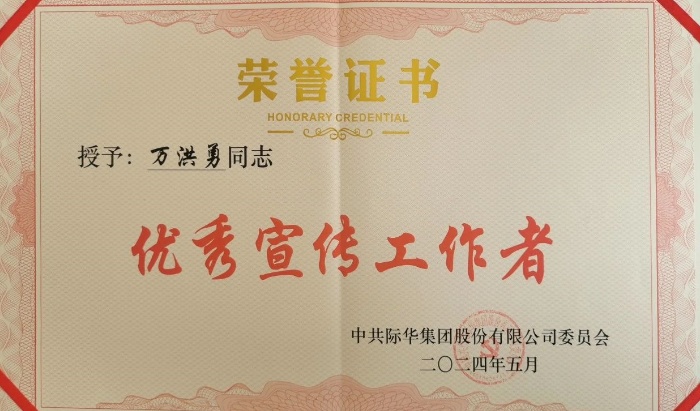 荣誉证书
HONORARY CREDENTIAL
授予：万洪勇同志
优秀宣传工作者
中共际华集团股份有限公司委员会
二〇二四年五月